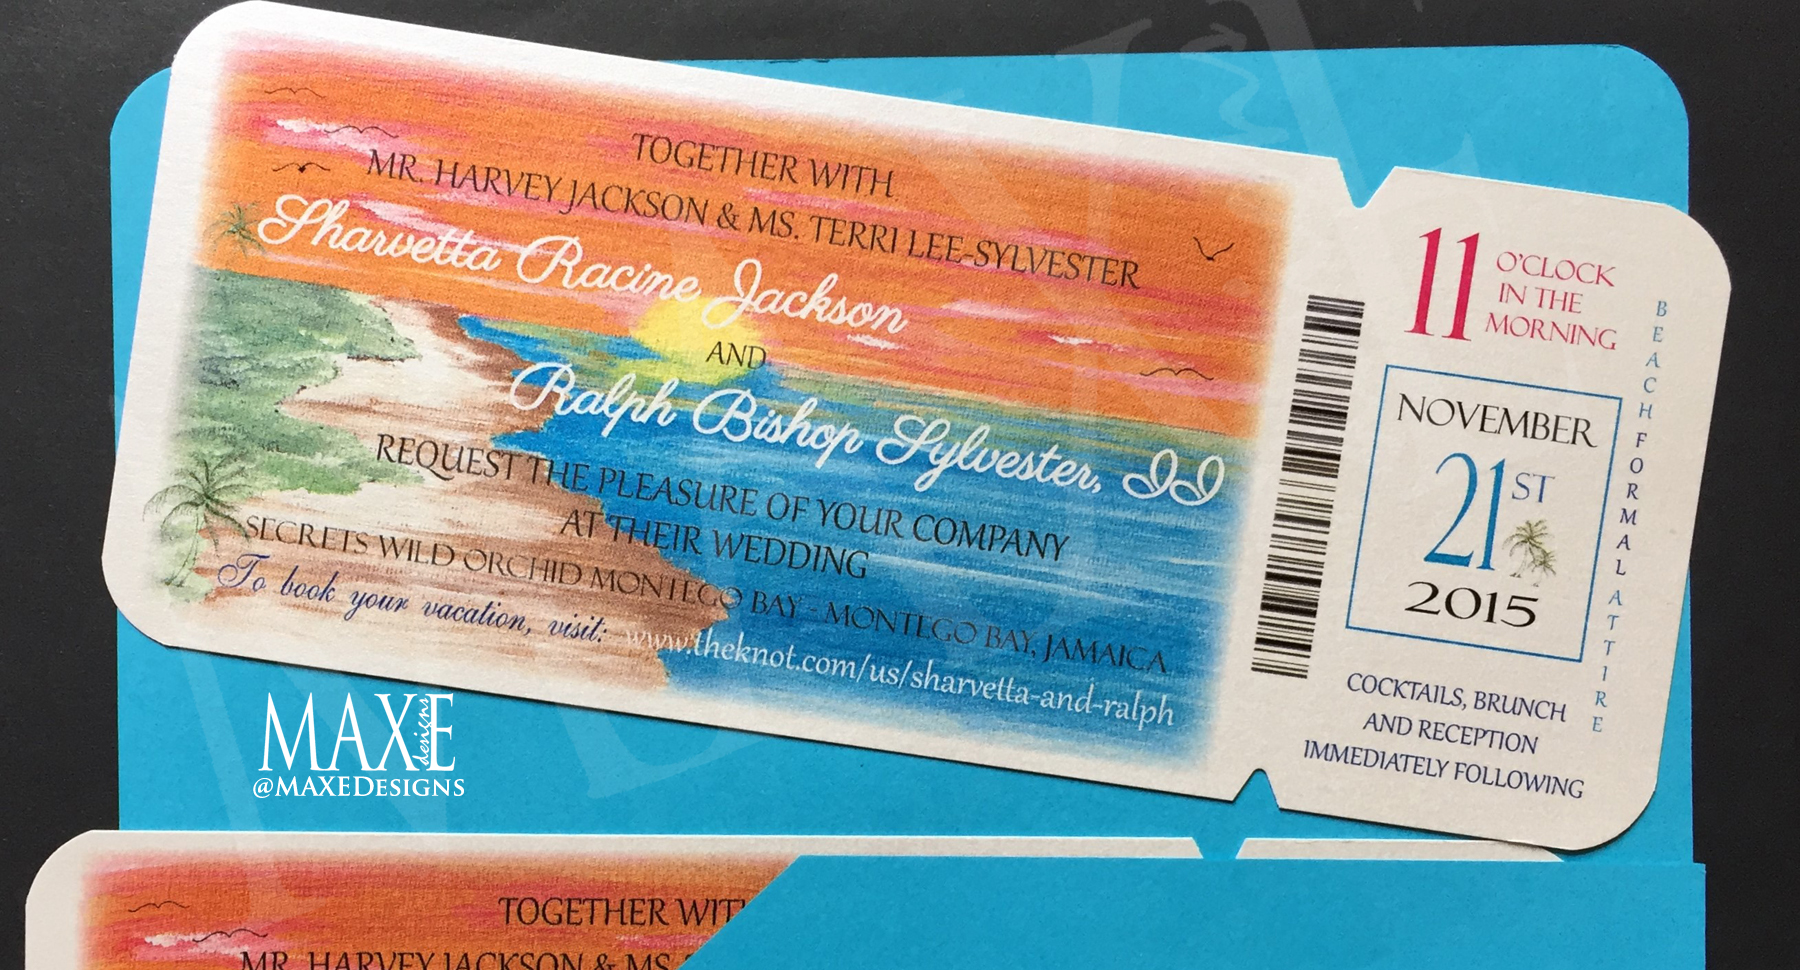 TOGETHER WITH
MR. HARVEY JACKSON & MS. TERRI LEE-SYLVESTER
Sharvetta Racine Jackson
AND
Ralph Bishop Sylvester, II
REQUEST THE PLEASURE OF YOUR COMPANY
AT THEIR WEDDING
SECRETS WILD ORCHID MONTEGO BAY - MONTEGO BAY, JAMAICA
To book your vacation, visit: www.theknot.com/us/sharvetta-and-ralph
11 O'CLOCK
IN THE
MORNING
NOVEMBER
21ST
2015
BEACH FORMAL ATTIRE
COCKTAILS, BRUNCH
AND RECEPTION
IMMEDIATELY FOLLOWING
MAXE designs
@MAXEDESIGNS
TOGETHER WITH
MR. HARVEY JACKSON & MS.